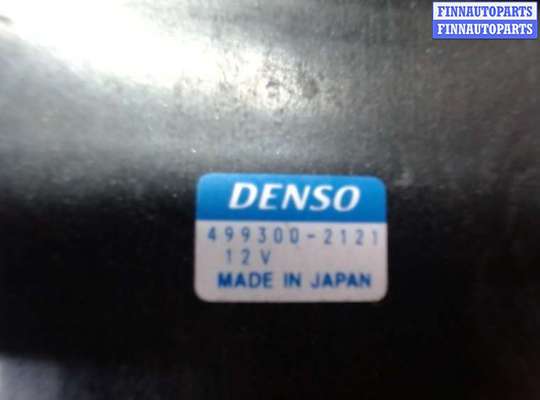 FINNAUTOPARTS
FINNAUTOPARTS
DENSO
499300-2121
12V
MADE IN JAPAN